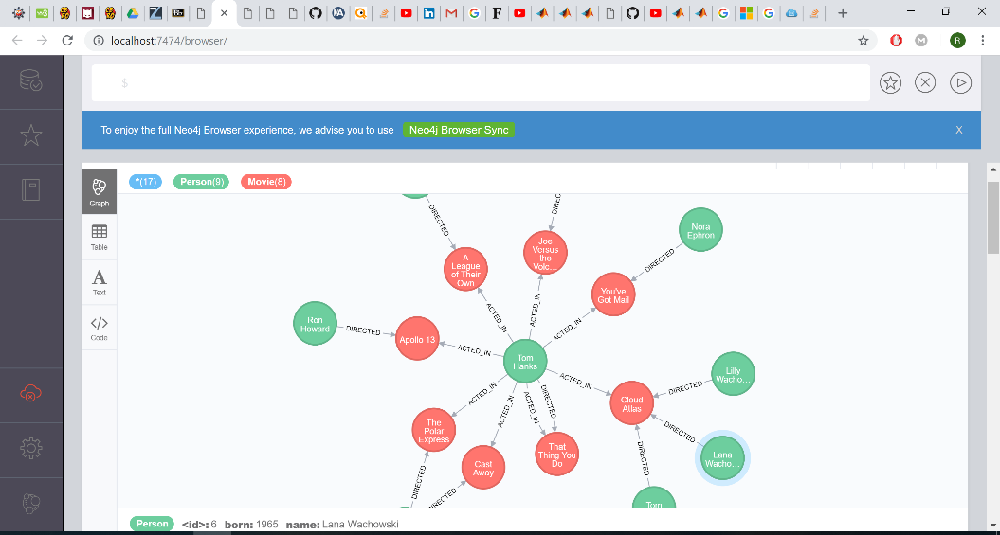 localhost:7474/browser/
R
$
To enjoy the full Neo4j Browser experience, we advise you to use Neo4j Browser Sync X
*(17) Person(9) Movie(8)
Graph
Table
Text
Code
DIRECTED
DIRECTED
A
League
of Their
Own
Joe
Versus
the
Volc...
Nora
Ephron
DIRECTED
You've
Got Mail
Ron
Howard
DIRECTED
Apollo 13
ACTED_IN
ACTED_IN
ACTED_IN
ACTED_IN
Tom
Hanks
ACTED_IN
Cloud
Atlas
DIRECTED
Lilly
Wacho...
ACTED_IN
ACTED_IN
ACTED_IN
DIRECTED
The
Polar
Express
Cast
Away
That
Thing You
Do
DIRECTED
Lana
Wacho...
DIRECTED
DIRECTED
DIRECTED
Tom
Person <id>: 6 born: 1965 name: Lana Wachowski